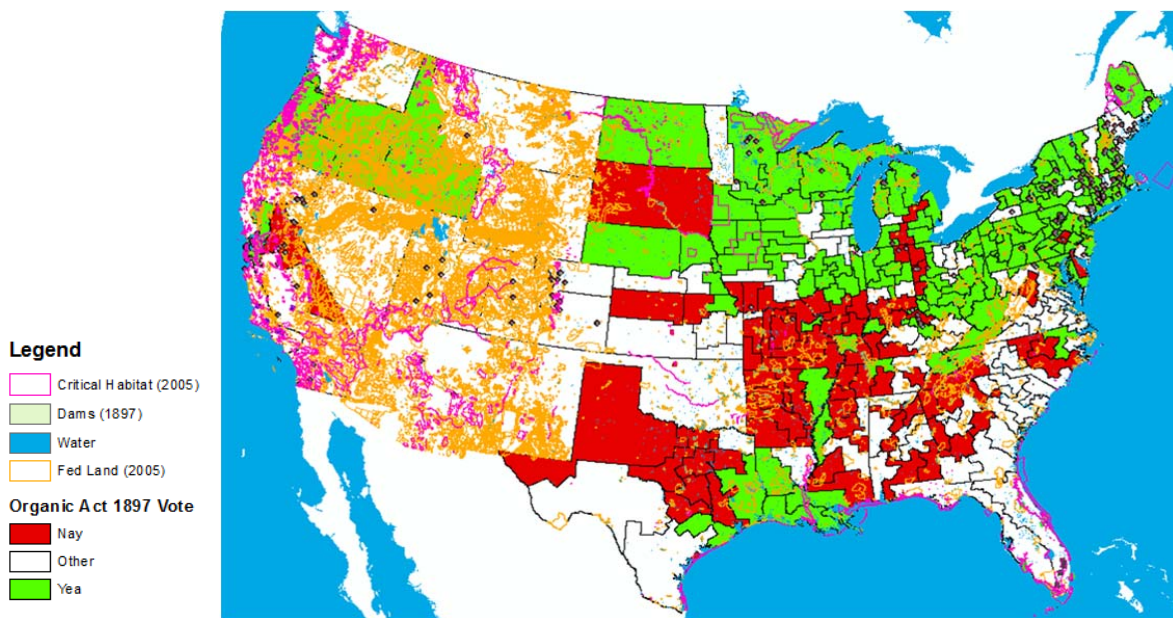 Legend
Critical Habitat (2005)
Dams (1897)
Water
Fed Land (2005)
Organic Act 1897 Vote
Nay
Other
Yea